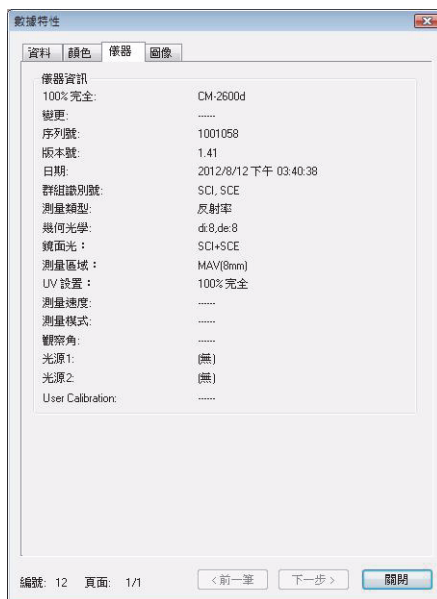 數據特性
資料 顏色 儀器 圖像
儀器資訊
100% 完全: CM-2600d
變更: ------
序列號: 1001058
版本號: 1.41
日期: 2012/8/12 下午 03:40:38
群組識別號: SCI, SCE
測量類型: 反射率
幾何光學: di:8,de:8
鏡面光： SCI+SCE
測量區域： MAV(8mm)
UV 設置： 100% 完全
測量速度: ------
測量模式: ------
觀察角: ------
光源1: (無)
光源2: (無)
User Calibration: ------
編號: 12 頁面: 1/1 <前一筆 下一步> 關閉